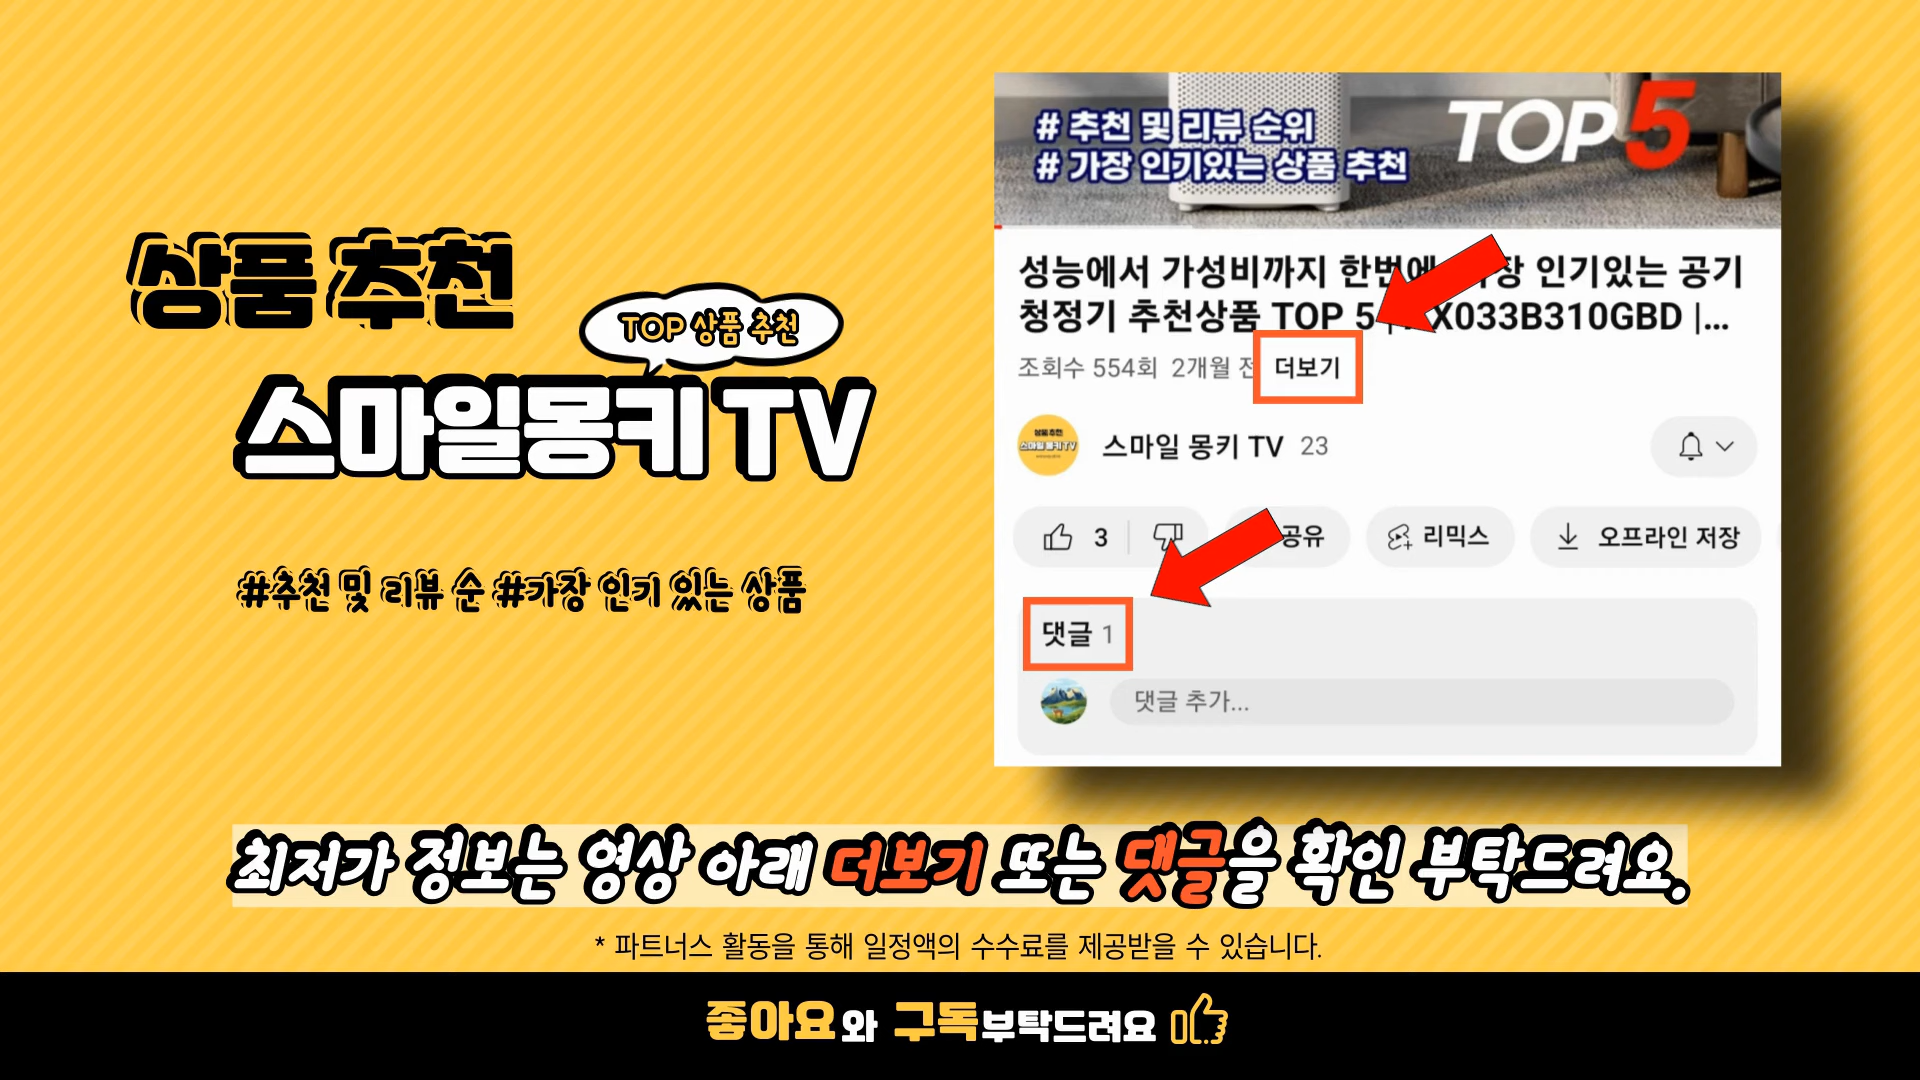 상품 추천
TOP 상품 추천
스마일몽키 TV
#추천 및 리뷰 순 #가장 인기 있는 상품
# 추천 및 리뷰 순위
# 가장 인기있는 상품 추천
TOP 5
성능에서 가성비까지 한번에 인기있는 공기
청정기 추천상품 TOP 5 | X033B310GBD |...
조회수 554회 2개월 전
더보기
스마일 몽키 TV 23
3 공유 리믹스 오프라인 저장
댓글 1
댓글 추가...
최저가 정보는 영상 아래 더보기 또는 댓글을 확인 부탁드려요.
* 파트너스 활동을 통해 일정액의 수수료를 제공받을 수 있습니다.
좋아요와 구독부탁드려요